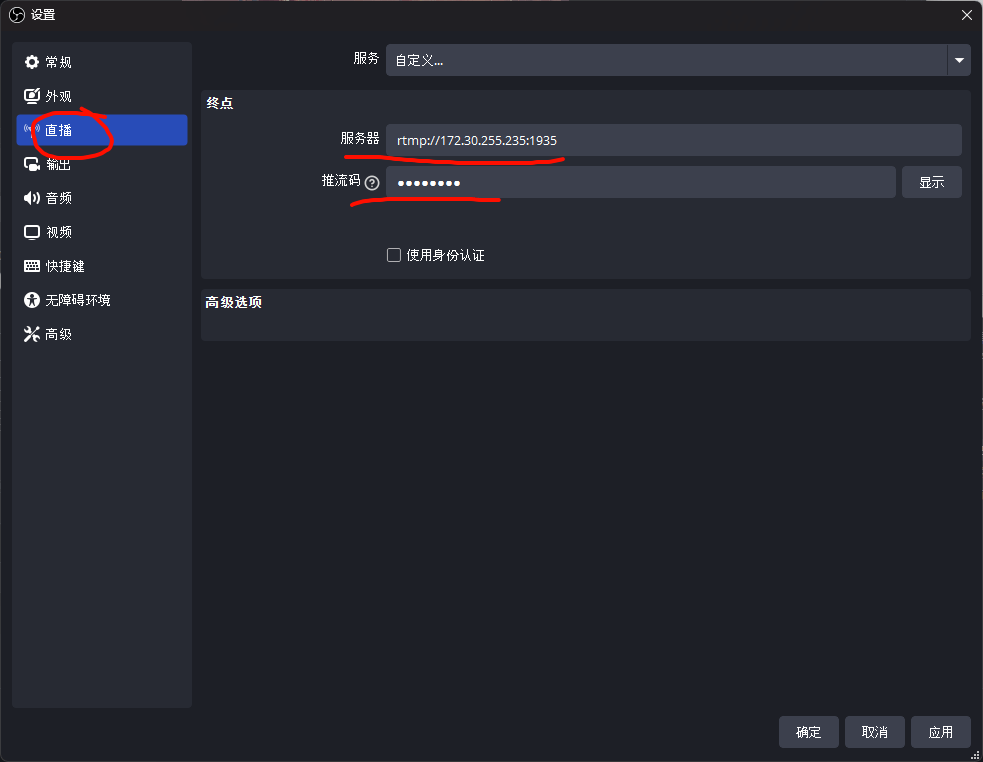 设置
常规
外观
直播
输出
音频
视频
快捷键
无障碍环境
高级
服务
自定义...
终点
服务器
rtmp://172.30.255.235:1935
推流码
?
●●●●●●●●
显示
使用身份认证
高级选项
确定
取消
应用